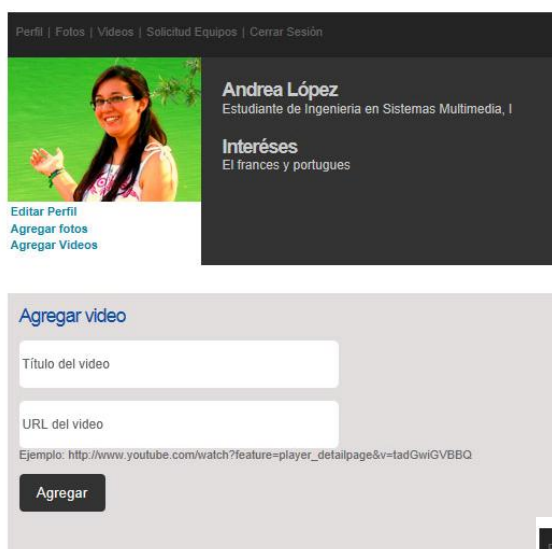 Perfil | Fotos | Videos | Solicitud Equipos | Cerrar Sesión
Andrea López
Estudiante de Ingenieria en Sistemas Multimedia, I
Interéses
El frances y portugues
Editar Perfil
Agregar fotos
Agregar Videos
Agregar video
Título del video
URL del video
Ejemplo: http://www.youtube.com/watch?feature=player_detailpage&v=tadGwiGVBBQ
Agregar